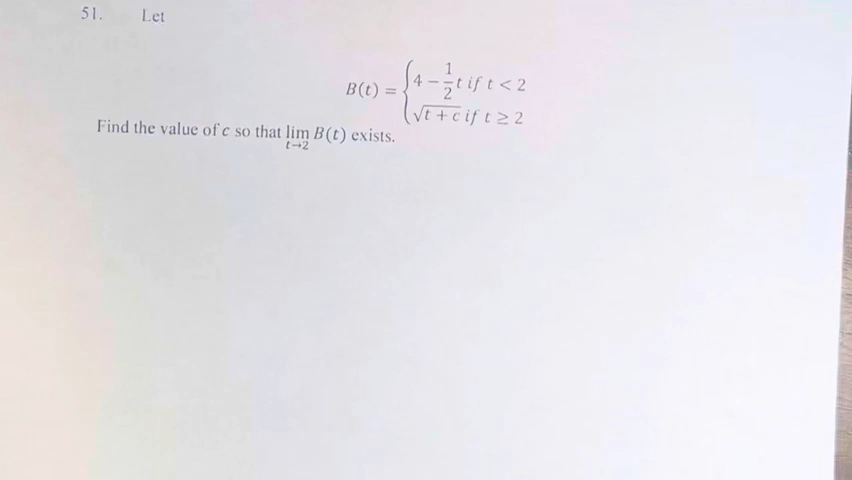 51. Let
B(t) = { 4 − 1/2 t if t < 2
√(t + c) if t ≥ 2
Find the value of c so that lim t→2 B(t) exists.